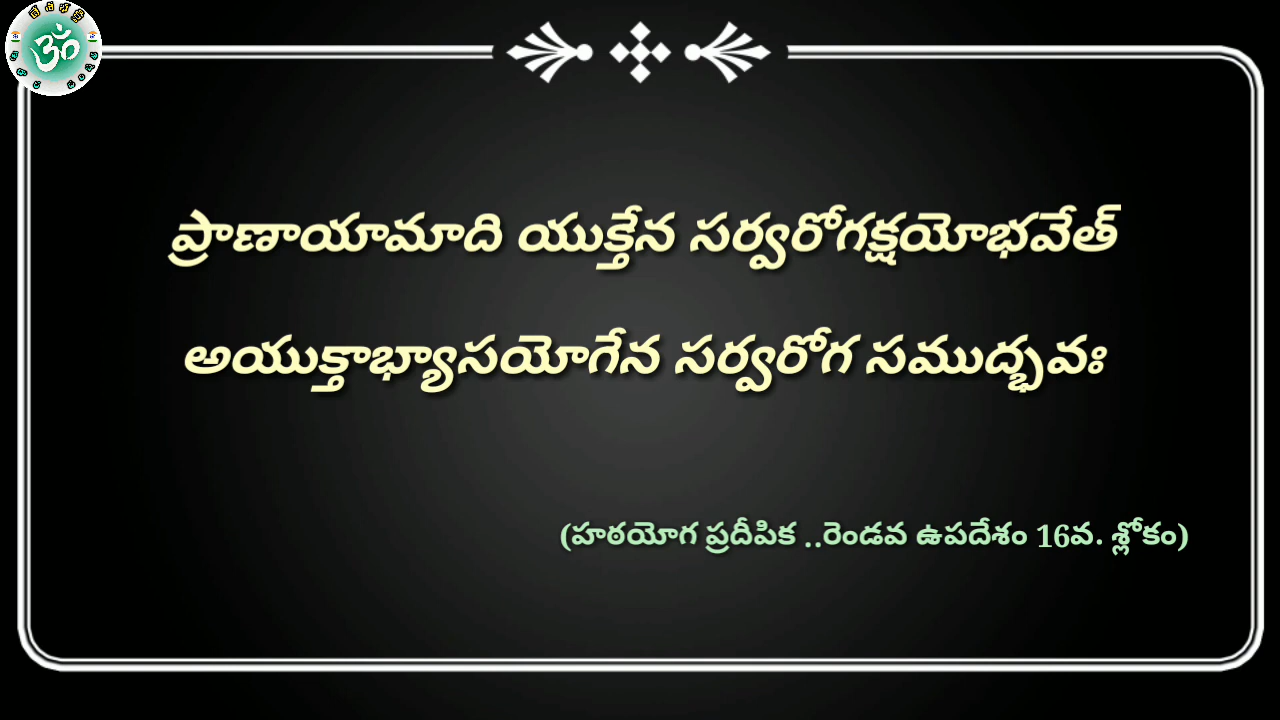 ॐ
ప్రాణాయామాది యుక్తేన సర్వరోగక్షయోభవేత్
అయుక్తాభ్యాసయోగేన సర్వరోగ సముద్భవః
(హఠయోగ ప్రదీపిక ..రెండవ ఉపదేశం 16వ. శ్లోకం)